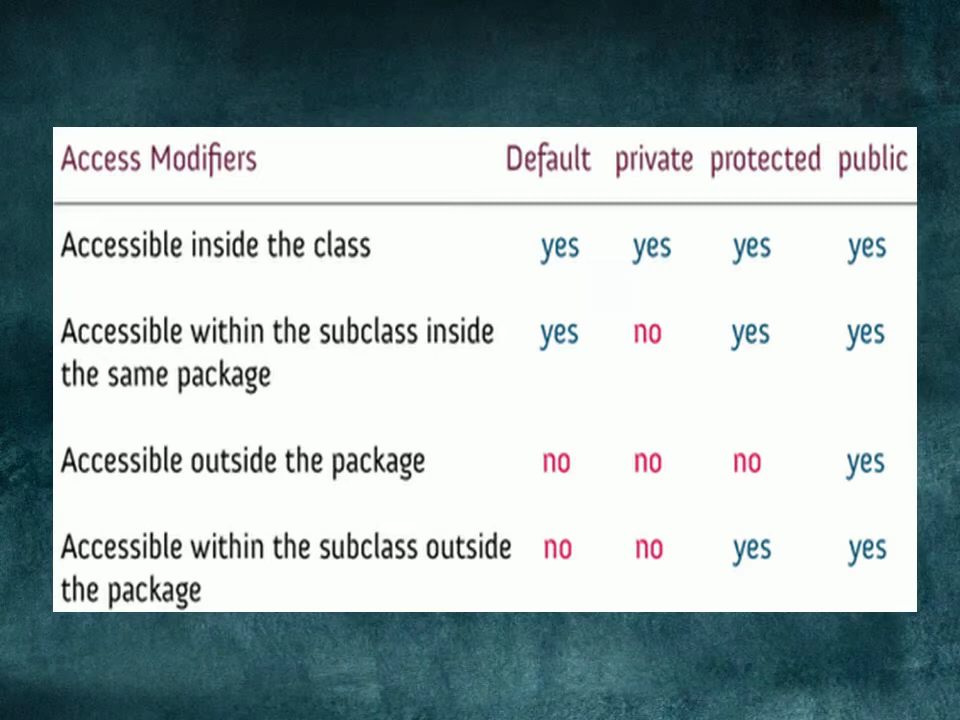 Access Modifiers Default private protected public
Accessible inside the class yes yes yes yes
Accessible within the subclass inside yes no yes yes
the same package
Accessible outside the package no no no yes
Accessible within the subclass outside no no yes yes
the package